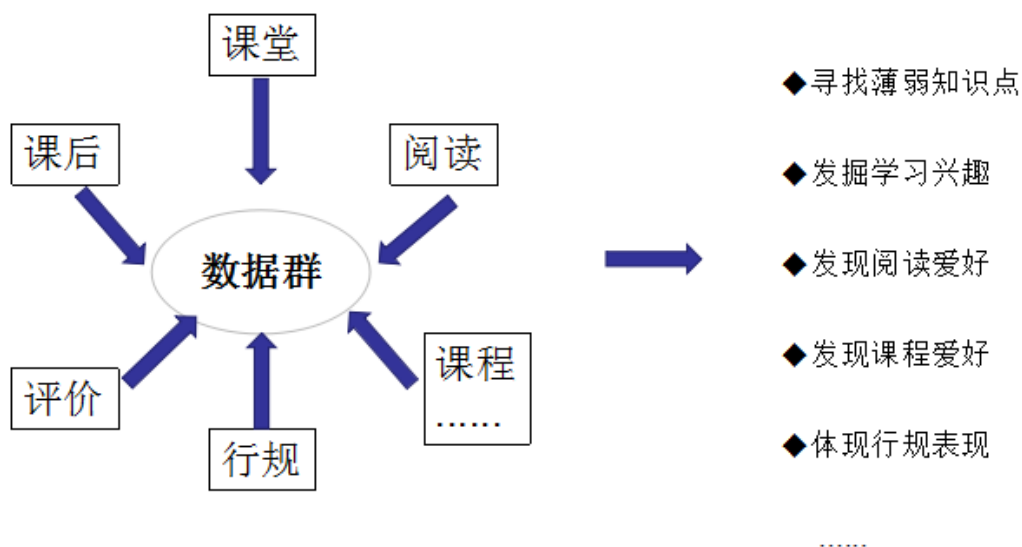 课堂
课后
阅读
数据群
评价
课程
……
行规
◆寻找薄弱知识点
◆发掘学习兴趣
◆发现阅读爱好
◆发现课程爱好
◆体现行规表现
……